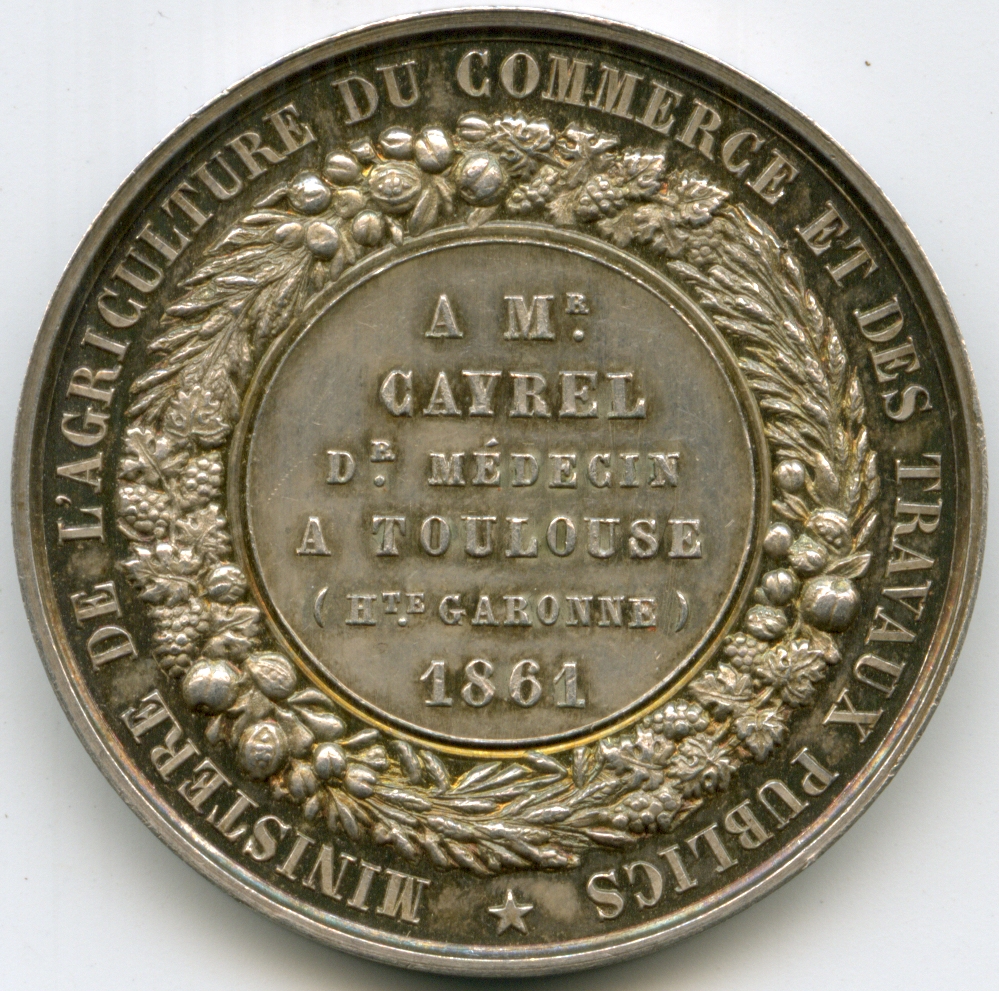 MINISTERE DE L'AGRICULTURE DU COMMERCE ET DES TRAVAUX PUBLICS
A MR.
CAYREL
DR. MÉDECIN
A TOULOUSE
(HTE. GARONNE)
1861